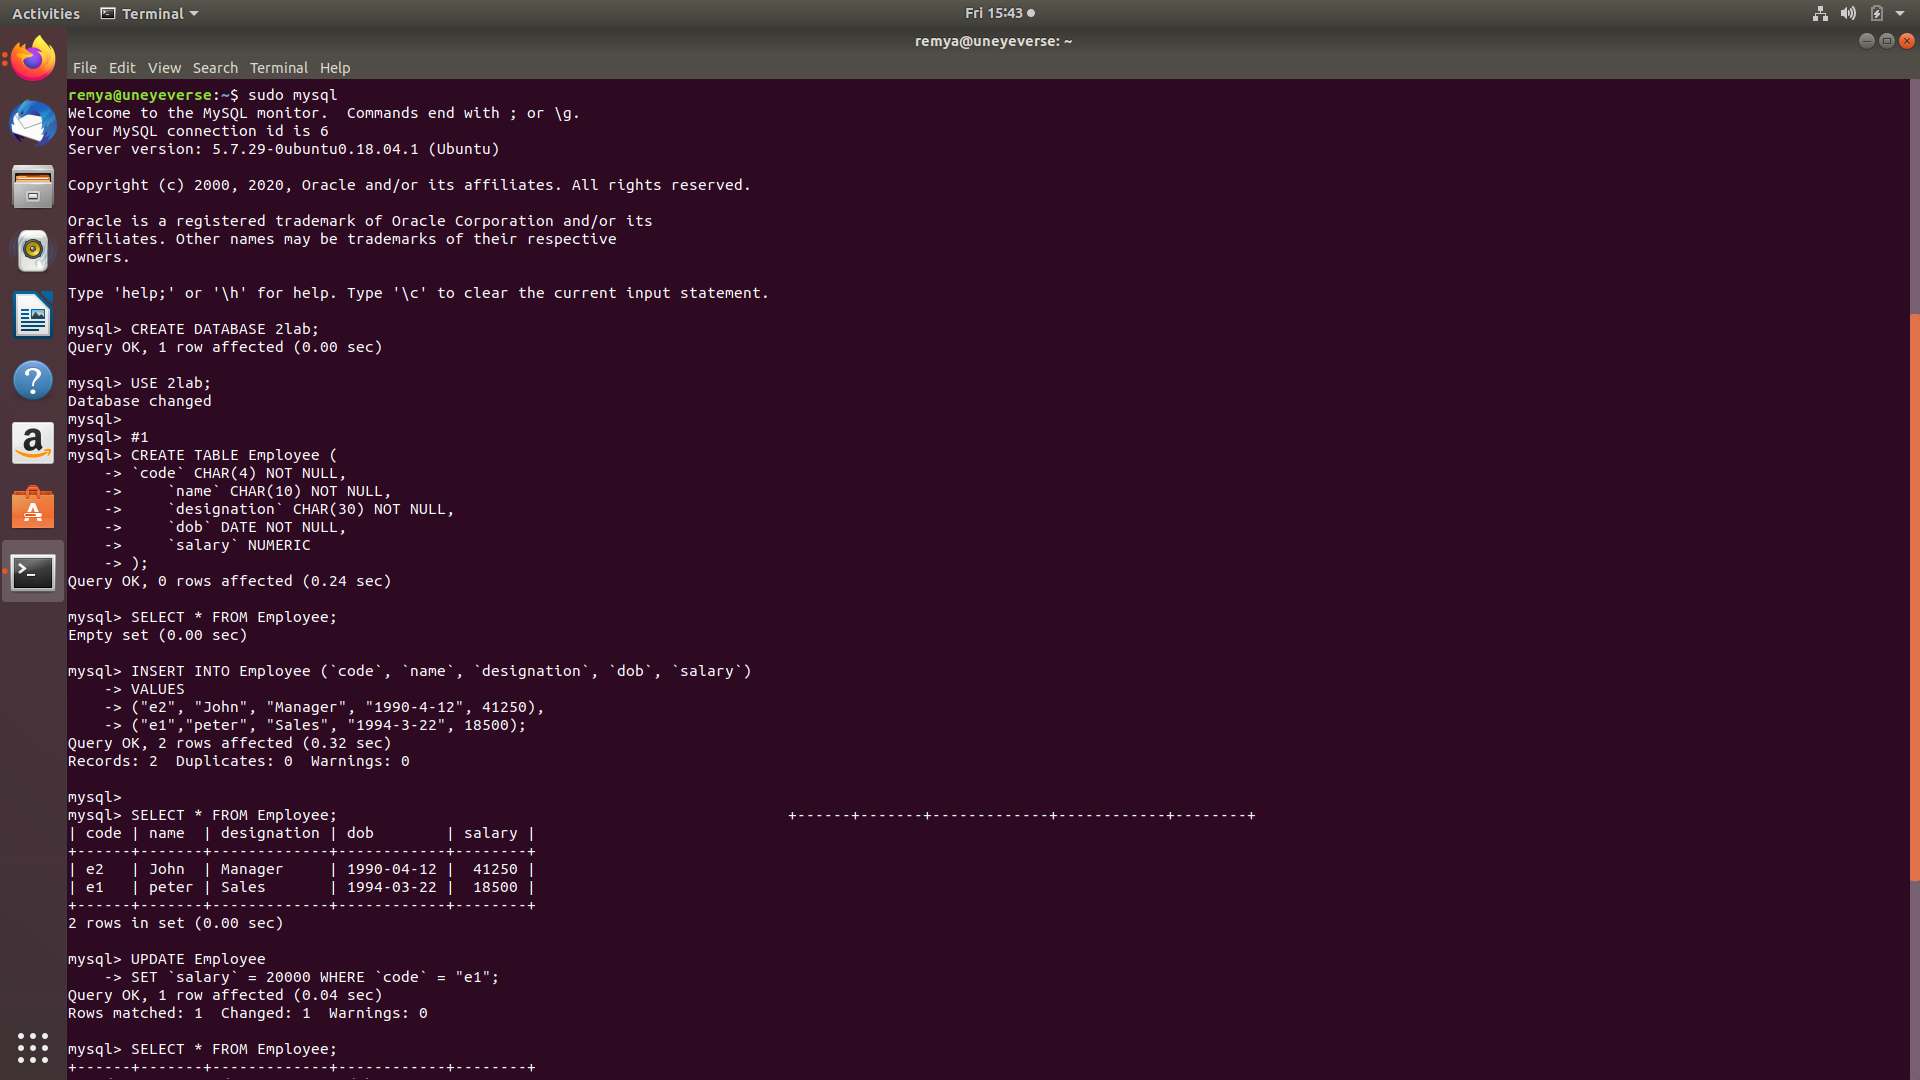 Activities Terminal Fri 15:43
remya@uneyeverse: ~
File Edit View Search Terminal Help
remya@uneyeverse:~$ sudo mysql
Welcome to the MySQL monitor.  Commands end with ; or \g.
Your MySQL connection id is 6
Server version: 5.7.29-0ubuntu0.18.04.1 (Ubuntu)
Copyright (c) 2000, 2020, Oracle and/or its affiliates. All rights reserved.
Oracle is a registered trademark of Oracle Corporation and/or its
affiliates. Other names may be trademarks of their respective
owners.
Type 'help;' or '\h' for help. Type '\c' to clear the current input statement.
mysql> CREATE DATABASE 2lab;
Query OK, 1 row affected (0.00 sec)
mysql> USE 2lab;
Database changed
mysql>
mysql> #1
mysql> CREATE TABLE Employee (
    -> `code` CHAR(4) NOT NULL,
    ->     `name` CHAR(10) NOT NULL,
    ->     `designation` CHAR(30) NOT NULL,
    ->     `dob` DATE NOT NULL,
    ->     `salary` NUMERIC
    -> );
Query OK, 0 rows affected (0.24 sec)
mysql> SELECT * FROM Employee;
Empty set (0.00 sec)
mysql> INSERT INTO Employee (`code`, `name`, `designation`, `dob`, `salary`)
    -> VALUES
    -> ("e2", "John", "Manager", "1990-4-12", 41250),
    -> ("e1","peter", "Sales", "1994-3-22", 18500);
Query OK, 2 rows affected (0.32 sec)
Records: 2  Duplicates: 0  Warnings: 0
mysql>
mysql> SELECT * FROM Employee; +------+-------+-------------+------------+--------+
| code | name  | designation | dob        | salary |
+------+-------+-------------+------------+--------+
| e2   | John  | Manager     | 1990-04-12 |  41250 |
| e1   | peter | Sales       | 1994-03-22 |  18500 |
+------+-------+-------------+------------+--------+
2 rows in set (0.00 sec)
mysql> UPDATE Employee
    -> SET `salary` = 20000 WHERE `code` = "e1";
Query OK, 1 row affected (0.04 sec)
Rows matched: 1  Changed: 1  Warnings: 0
mysql> SELECT * FROM Employee;
+------+-------+-------------+------------+--------+